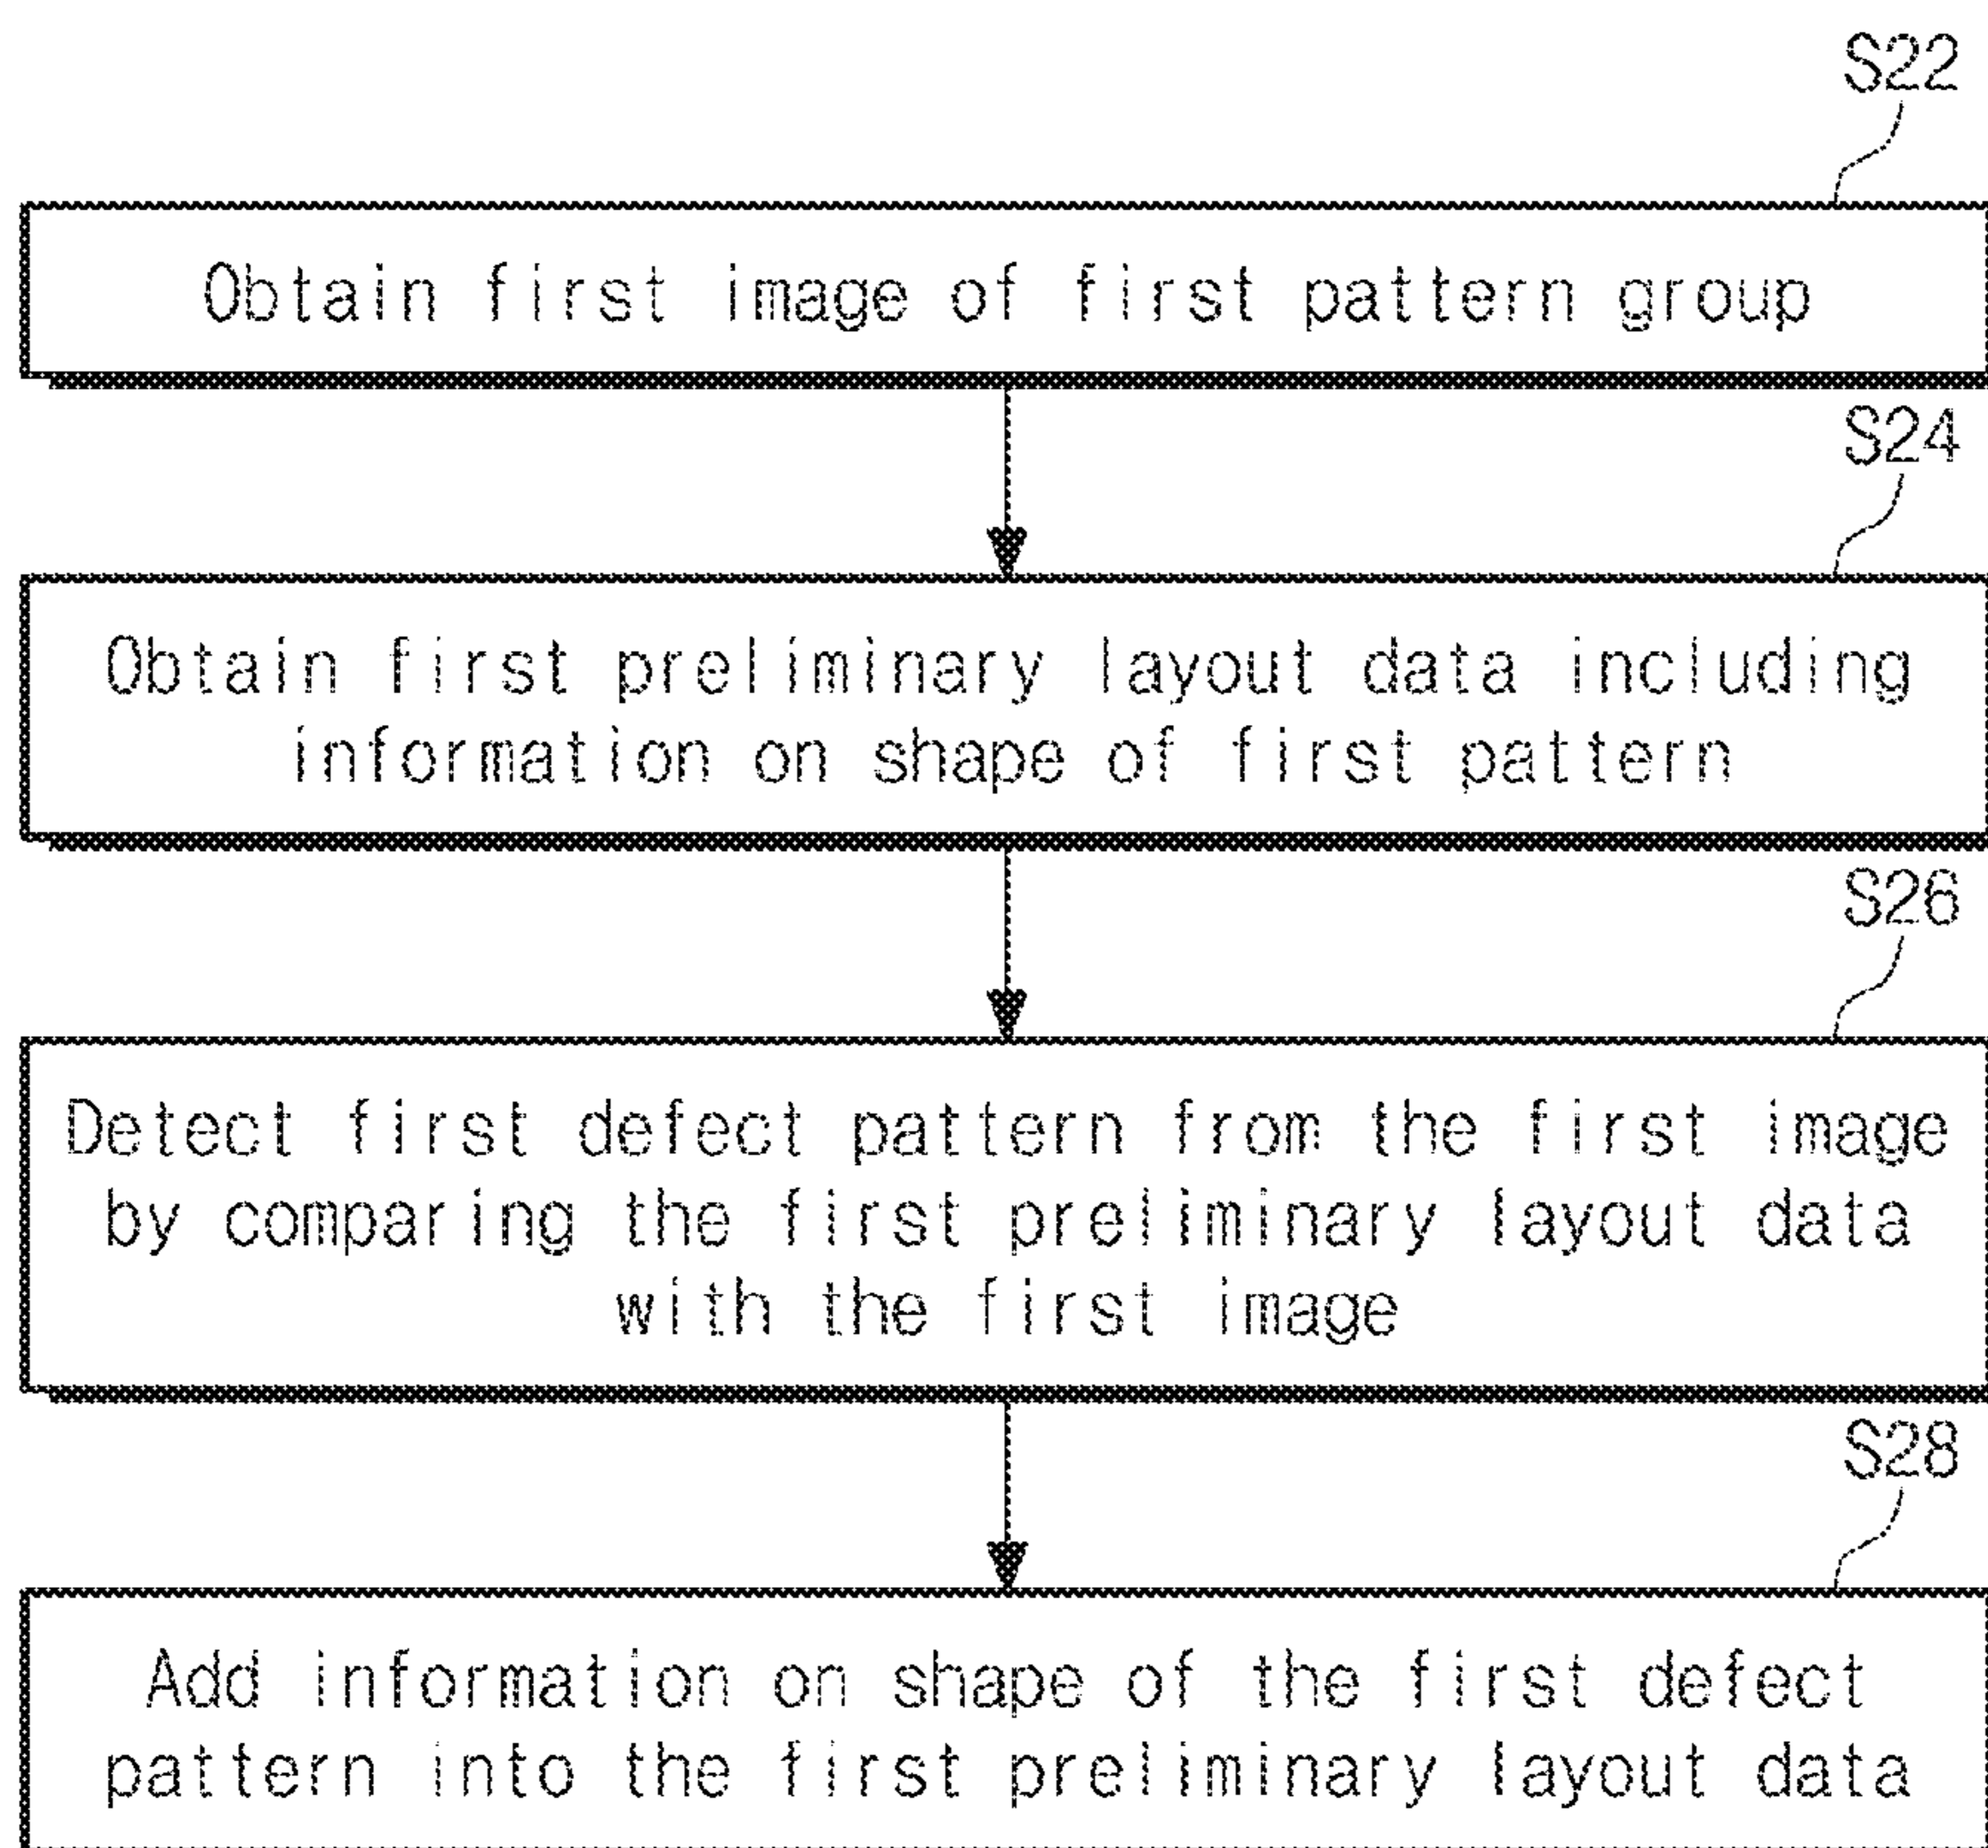 S22
Obtain first image of first pattern group
S24
Obtain first preliminary layout data including
information on shape of first pattern
S26
Detect first defect pattern from the first image
by comparing the first preliminary layout data
with the first image
S28
Add information on shape of the first defect
pattern into the first preliminary layout data